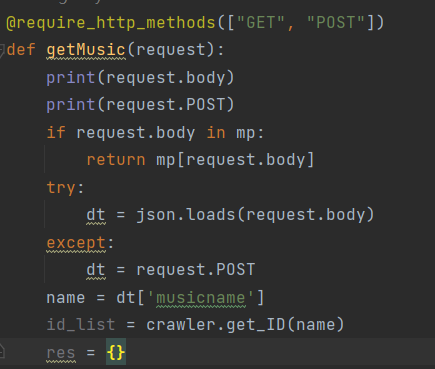 @require_http_methods(["GET", "POST"])
def getMusic(request):
    print(request.body)
    print(request.POST)
    if request.body in mp:
        return mp[request.body]
    try:
        dt = json.loads(request.body)
    except:
        dt = request.POST
    name = dt['musicname']
    id_list = crawler.get_ID(name)
    res = {}